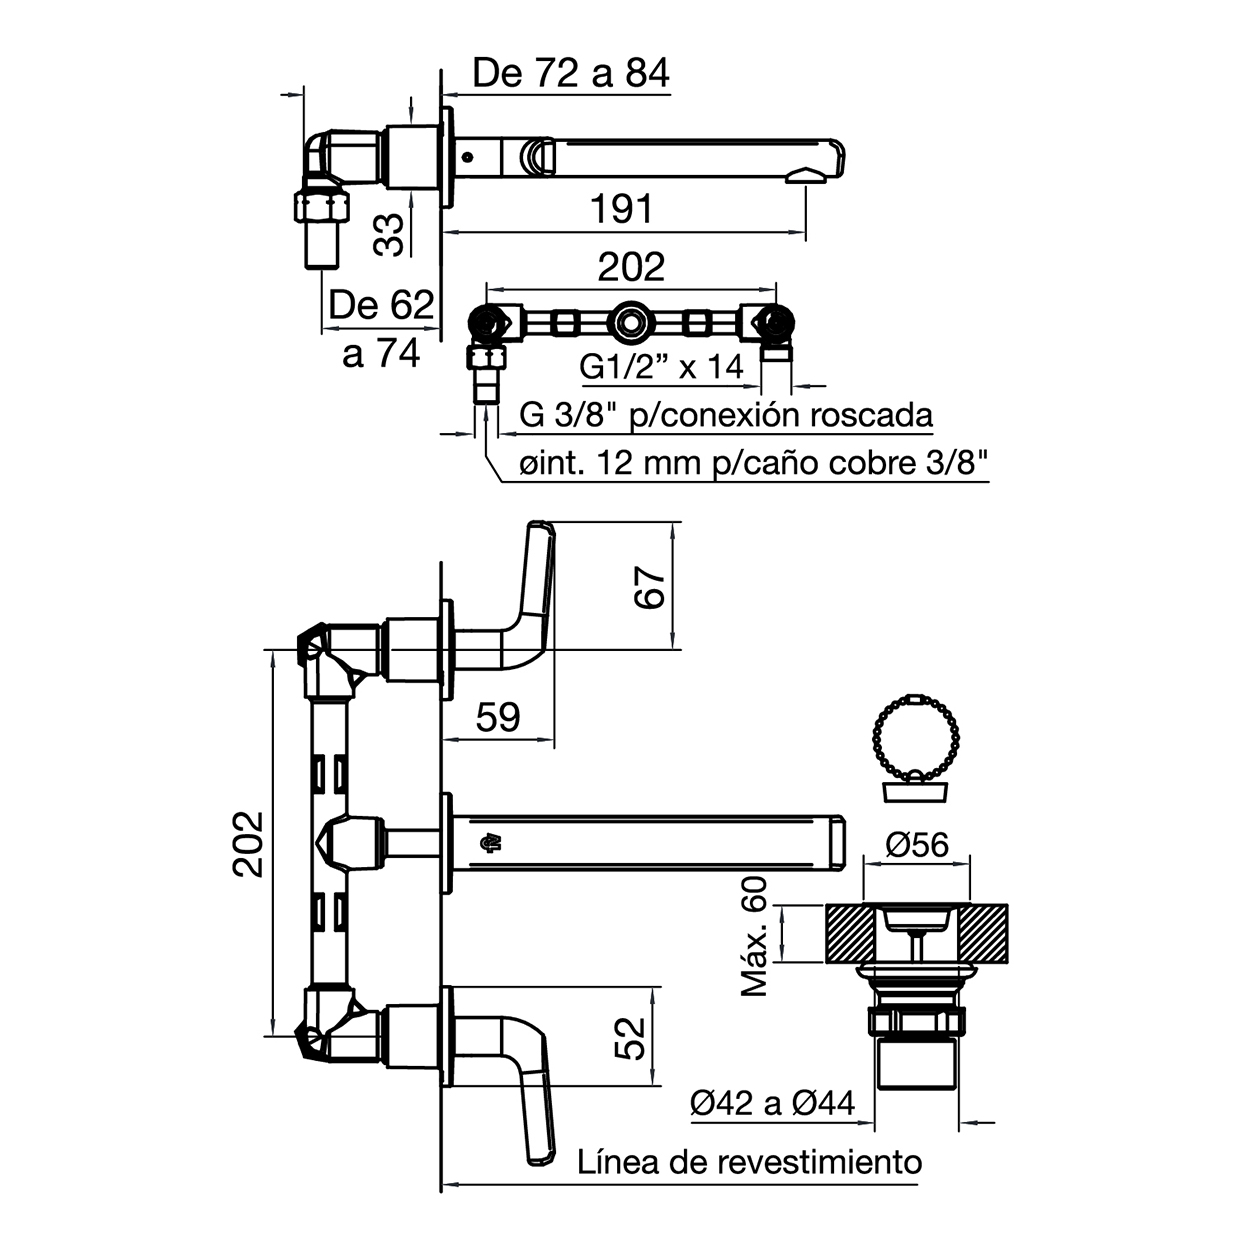 De 72 a 84
191
33
202
De 62
a 74
G1/2” x 14
G 3/8" p/conexión roscada
øint. 12 mm p/caño cobre 3/8"
67
59
202
Ø56
Máx. 60
52
Ø42 a Ø44
Línea de revestimiento